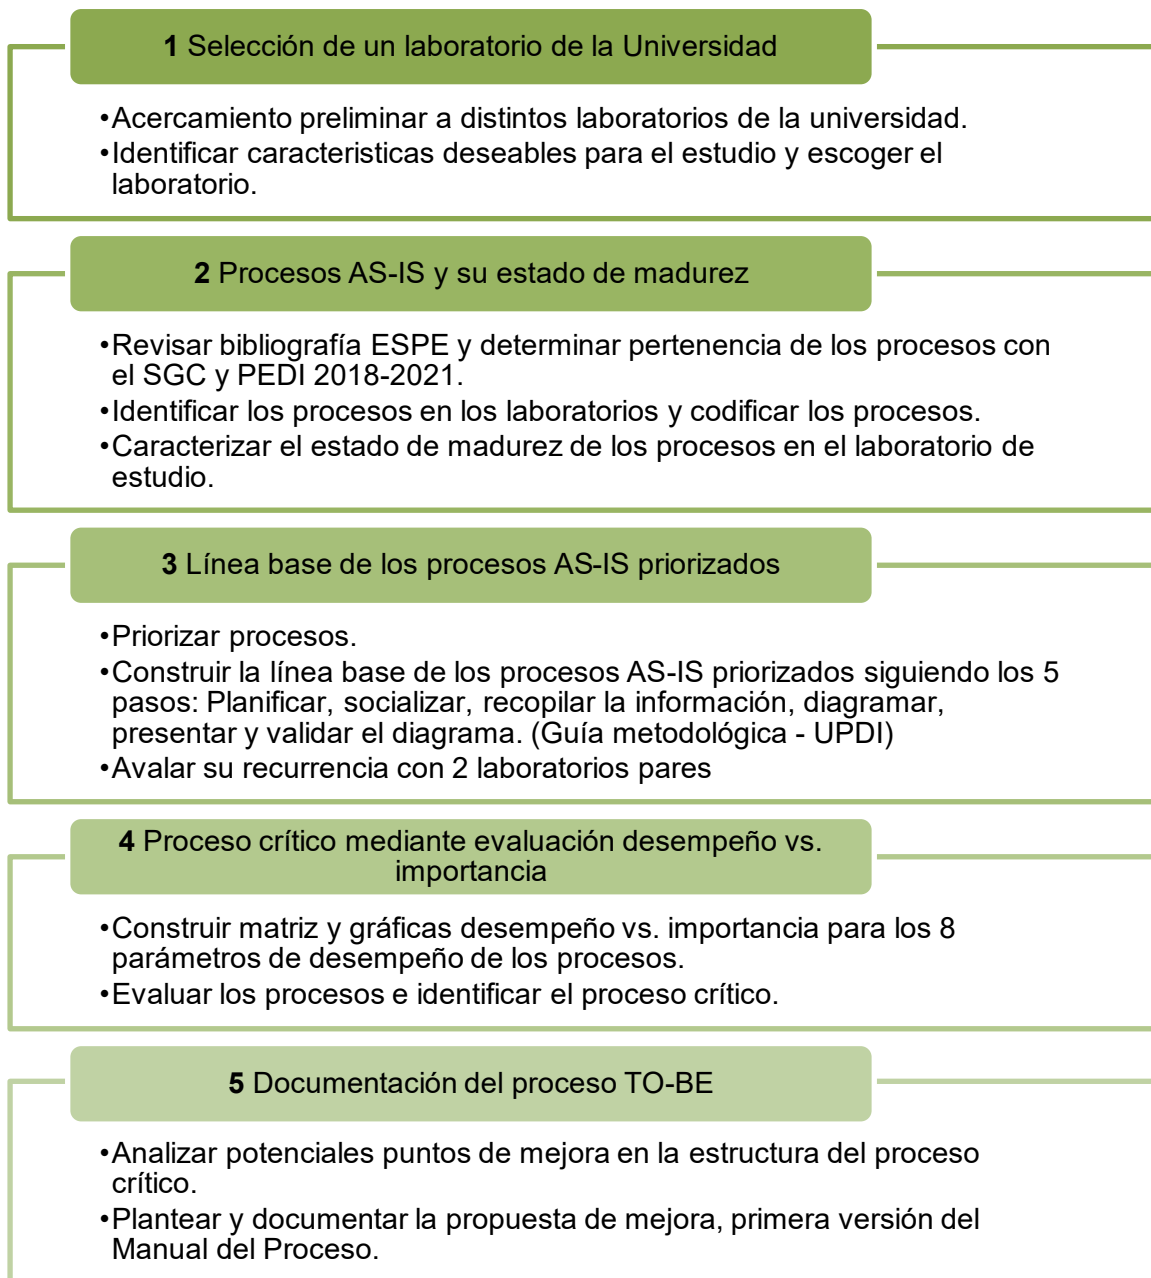 1 Selección de un laboratorio de la Universidad
•Acercamiento preliminar a distintos laboratorios de la universidad.
•Identificar caracteristicas deseables para el estudio y escoger el
laboratorio.
2 Procesos AS-IS y su estado de madurez
•Revisar bibliografía ESPE y determinar pertenencia de los procesos con
el SGC y PEDI 2018-2021.
•Identificar los procesos en los laboratorios y codificar los procesos.
•Caracterizar el estado de madurez de los procesos en el laboratorio de
estudio.
3 Línea base de los procesos AS-IS priorizados
•Priorizar procesos.
•Construir la línea base de los procesos AS-IS priorizados siguiendo los 5
pasos: Planificar, socializar, recopilar la información, diagramar,
presentar y validar el diagrama. (Guía metodológica - UPDI)
•Avalar su recurrencia con 2 laboratorios pares
4 Proceso crítico mediante evaluación desempeño vs.
importancia
•Construir matriz y gráficas desempeño vs. importancia para los 8
parámetros de desempeño de los procesos.
•Evaluar los procesos e identificar el proceso crítico.
5 Documentación del proceso TO-BE
•Analizar potenciales puntos de mejora en la estructura del proceso
crítico.
•Plantear y documentar la propuesta de mejora, primera versión del
Manual del Proceso.